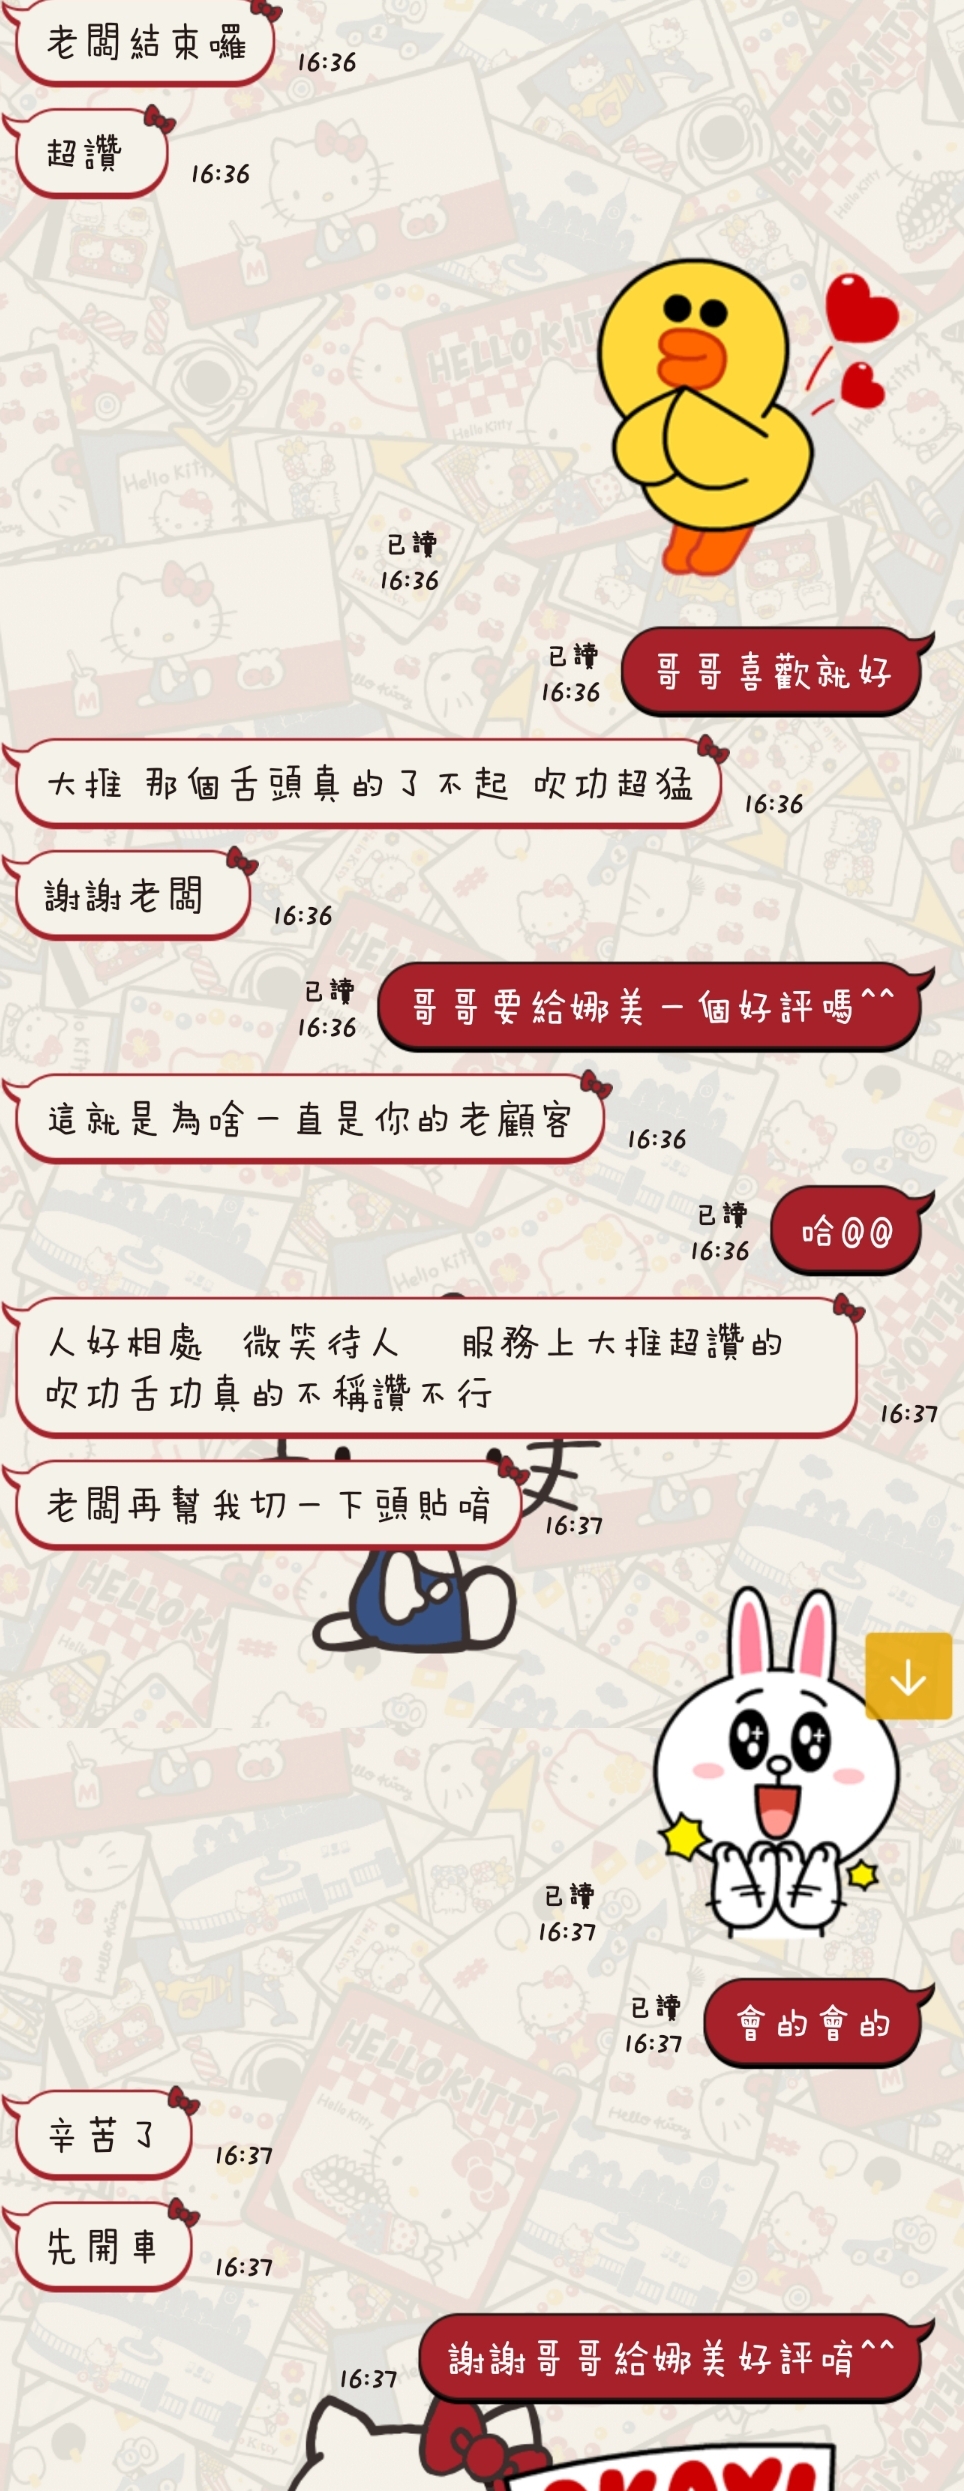 老闆結束囉
16:36
超讚
16:36
已讀
16:36
已讀
16:36
哥哥喜歡就好
大推 那個舌頭真的了不起 吹功超猛
16:36
謝謝老闆
16:36
已讀
16:36
哥哥要給娜美一個好評嗎^^
這就是為啥一直是你的老顧客
16:36
已讀
16:36
哈@@
人好相處 微笑待人 服務上大推超讚的
吹功舌功真的不稱讚不行
16:37
老闆再幫我切一下頭貼唷
16:37
已讀
16:37
已讀
16:37
會的會的
辛苦了
16:37
先開車
16:37
謝謝哥哥給娜美好評唷^^
16:37
OKAY!
HELLO KITTY
Hello Kitty